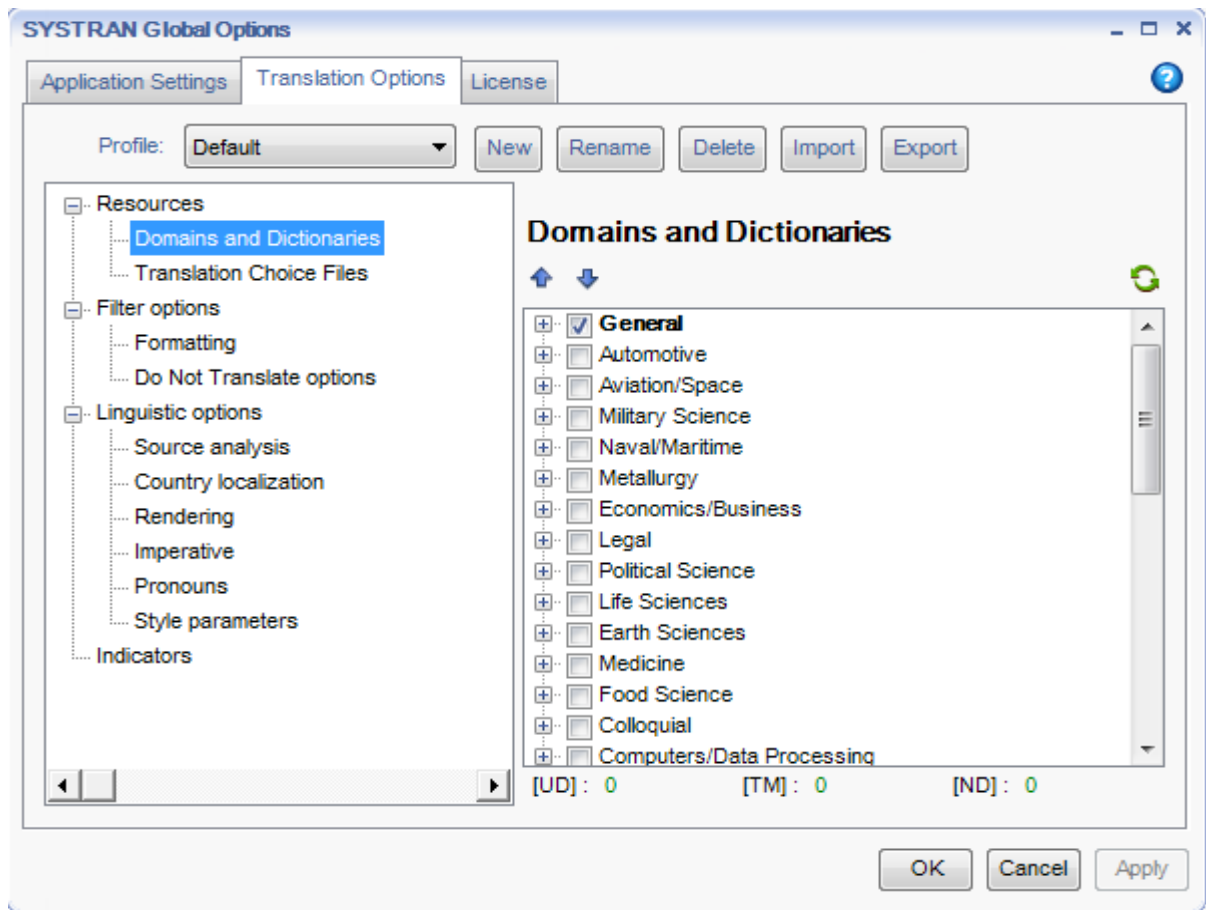 SYSTRAN Global Options
Application Settings Translation Options License
Profile: Default New Rename Delete Import Export
Resources
Domains and Dictionaries
Translation Choice Files
Filter options
Formatting
Do Not Translate options
Linguistic options
Source analysis
Country localization
Rendering
Imperative
Pronouns
Style parameters
Indicators
Domains and Dictionaries
General
Automotive
Aviation/Space
Military Science
Naval/Maritime
Metallurgy
Economics/Business
Legal
Political Science
Life Sciences
Earth Sciences
Medicine
Food Science
Colloquial
Computers/Data Processing
[UD] : 0 [TM] : 0 [ND] : 0
OK Cancel Apply